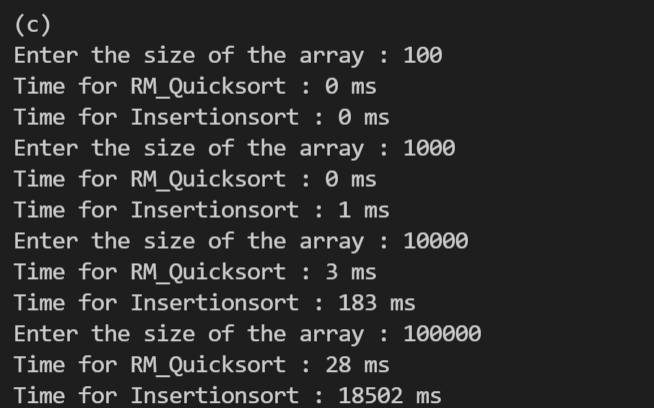 (c)
Enter the size of the array : 100
Time for RM_Quicksort : 0 ms
Time for Insertionsort : 0 ms
Enter the size of the array : 1000
Time for RM_Quicksort : 0 ms
Time for Insertionsort : 1 ms
Enter the size of the array : 10000
Time for RM_Quicksort : 3 ms
Time for Insertionsort : 183 ms
Enter the size of the array : 100000
Time for RM_Quicksort : 28 ms
Time for Insertionsort : 18502 ms